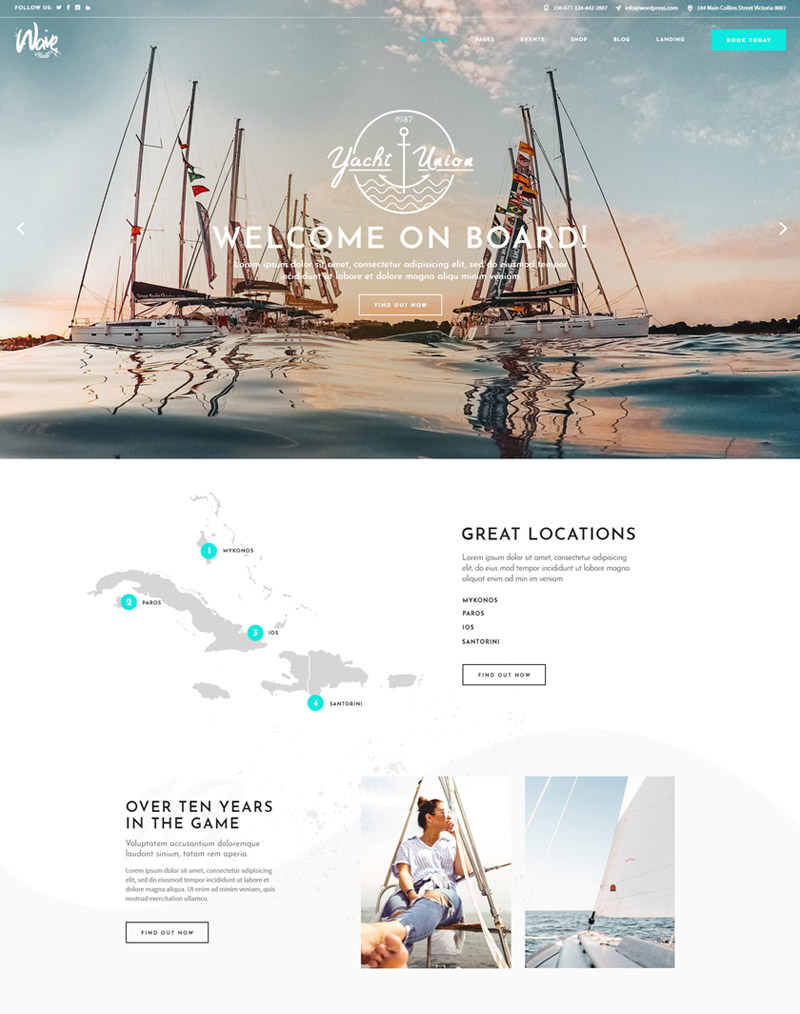 FOLLOW US:
156-677-124-442-2887 info@wordpress.com 184 Main Collins Street Victoria 8007
Wave
PAGES EVENTS SHOP BLOG LANDING BOOK TODAY
1987
Yacht Union
WELCOME ON BOARD!
Lorem ipsum dolor sit amet, consectetur adipisicing elit, sed do eiusmod tempor
incididunt ut labore et dolore magna aliqu minim veniam
FIND OUT NOW
1 MYKONOS
2 PAROS
3 IOS
4 SANTORINI
GREAT LOCATIONS
Lorem ipsum dolor sit amet, consectetur adipisicing
elit, do eius mod tempor incididunt ut labore magna
aliquat enim ad min im veniam.
MYKONOS
PAROS
IOS
SANTORINI
FIND OUT NOW
OVER TEN YEARS
IN THE GAME
Voluptatem accusantium doloremque
laudant sinium, totam rem aperia.
Lorem ipsum dolor sit amet, consectetur adipisicing
elit, sed do eiusmod tempor incididunt ut labore et
dolore magna aliqua. Ut enim ad minim veniam, quis
nostrud exercitation ullamco.
FIND OUT NOW